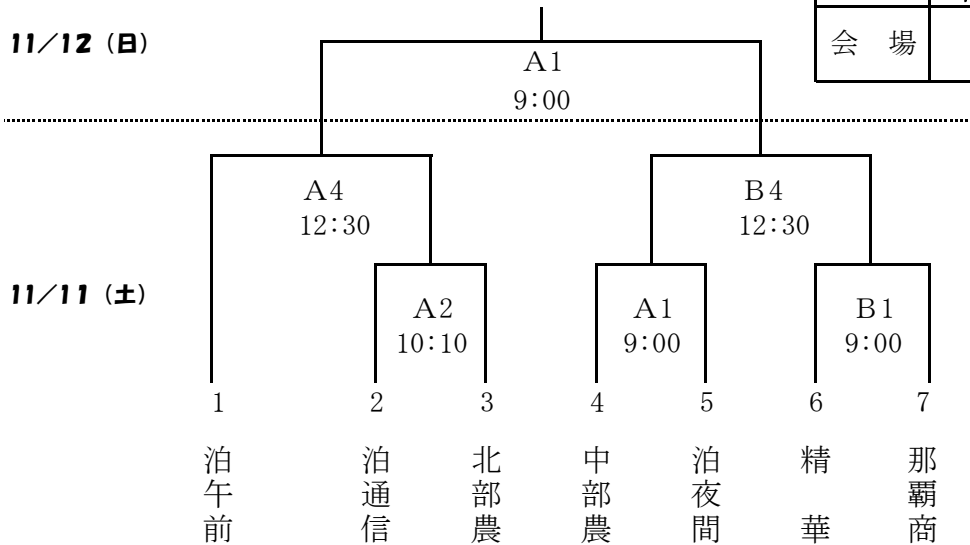 11/12（日）
会 場
A1
9:00
A4
12:30
B4
12:30
11/11（土）
A2
10:10
A1
9:00
B1
9:00
1 2 3 4 5 6 7
泊午前
泊通信
北部農
中部農
泊夜間
精 華
那覇商